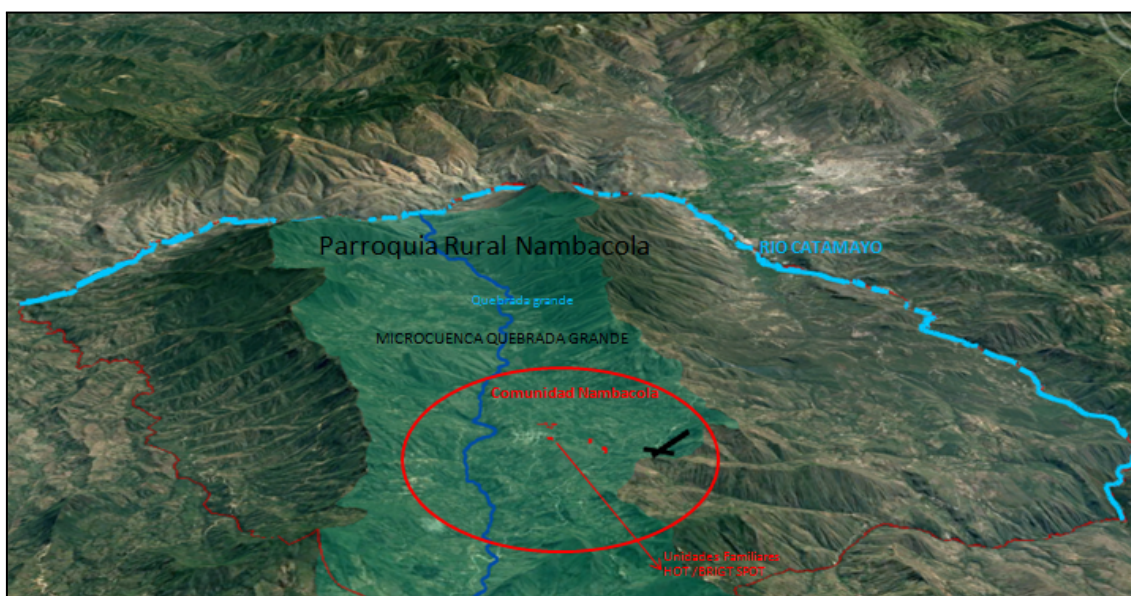 Parroquia Rural Nambacola
RIO CATAMAYO
Quebrada grande
MICROCUENCA QUEBRADA GRANDE
Comunidad Nambacola
Unidades Familiares
HOT /BRIGT SPOT